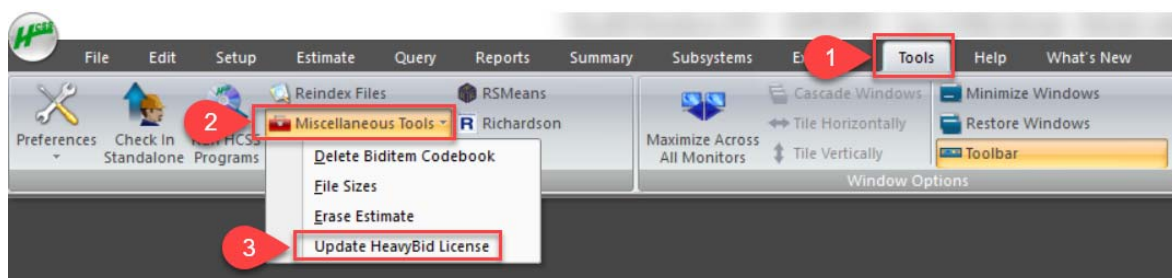 HCSS
File Edit Setup Estimate Query Reports Summary Subsystems 1 Tools Help What's New
Reindex Files RSMeans Cascade Windows Minimize Windows
2 Miscellaneous Tools R Richardson Tile Horizontally Restore Windows
Preferences Check In Standalone HCSS Programs Maximize Across All Monitors Tile Vertically Toolbar
Window Options
Delete Biditem Codebook
File Sizes
Erase Estimate
3 Update HeavyBid License